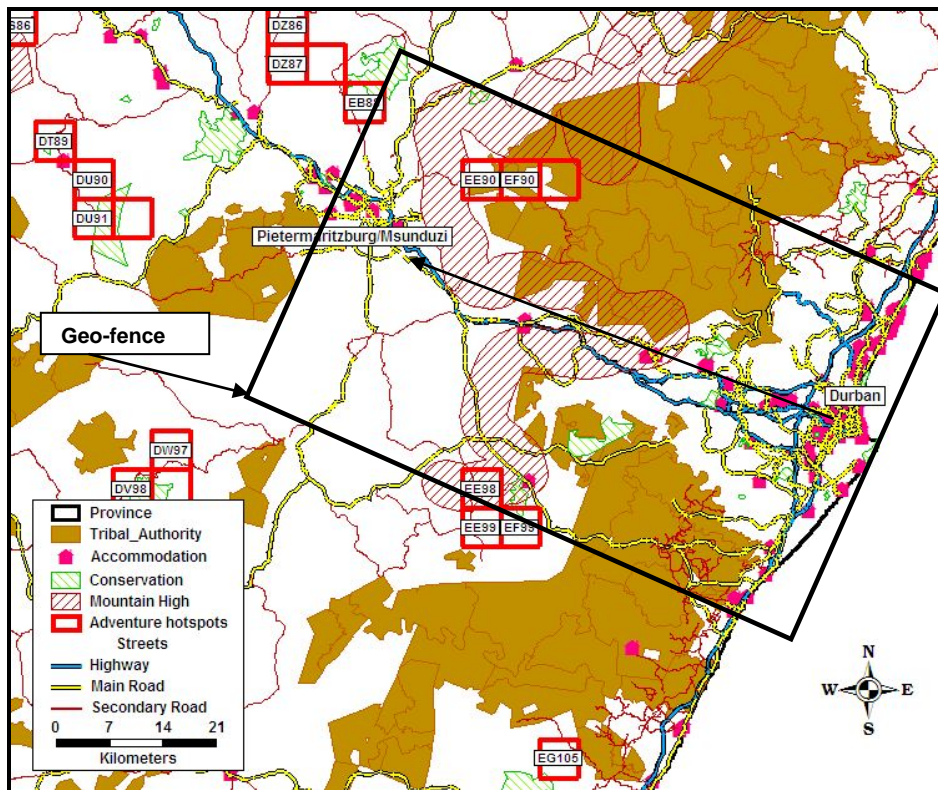 S86
DZ86
DZ87
EB88
DT89
DU90
EE90 EF90
DU91
Pietermaritzburg/Msunduzi
Geo-fence
Durban
DW97
DV98
EE98
EE99 EF99
Province
Tribal_Authority
Accommodation
Conservation
Mountain High
Adventure hotspots
Streets
Highway
Main Road
Secondary Road
0 7 14 21
Kilometers
N
W E
S
EG105